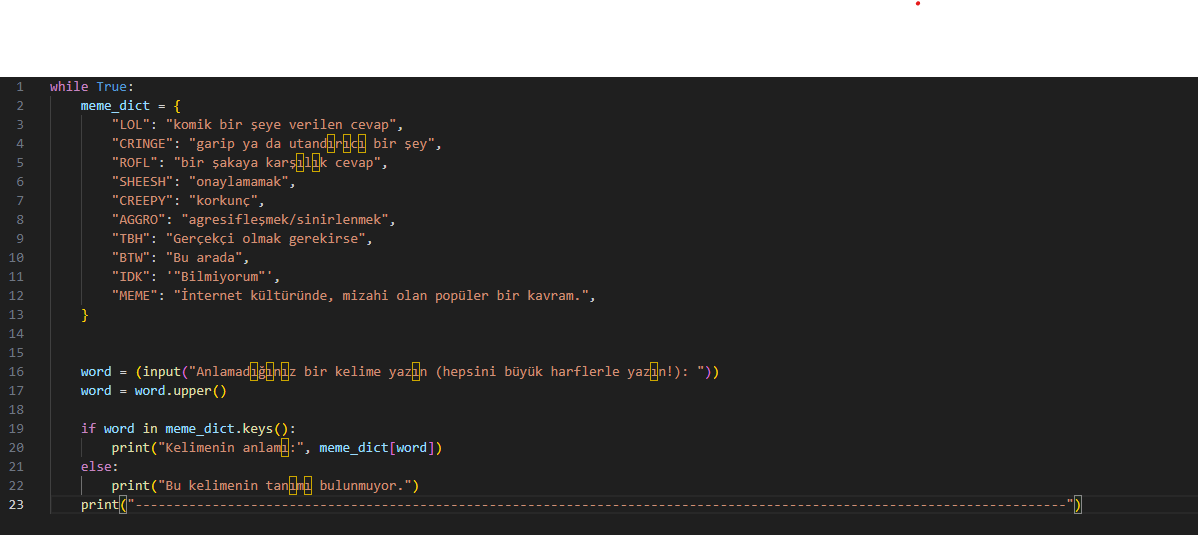 1 while True:
2     meme_dict = {
3         "LOL": "komik bir şeye verilen cevap",
4         "CRINGE": "garip ya da utandırıcı bir şey",
5         "ROFL": "bir şakaya karşılık cevap",
6         "SHEESH": "onaylamamak",
7         "CREEPY": "korkunç",
8         "AGGRO": "agresifleşmek/sinirlenmek",
9         "TBH": "Gerçekçi olmak gerekirse",
10         "BTW": "Bu arada",
11         "IDK": '"Bilmiyorum"',
12         "MEME": "İnternet kültüründe, mizahi olan popüler bir kavram.",
13     }
14
15
16     word = (input("Anlamadığınız bir kelime yazın (hepsini büyük harflerle yazın!): "))
17     word = word.upper()
18
19     if word in meme_dict.keys():
20         print("Kelimenin anlamı:", meme_dict[word])
21     else:
22         print("Bu kelimenin tanımı bulunmuyor.")
23     print("-------------------------------------------------------------------------------------------------------------------------")